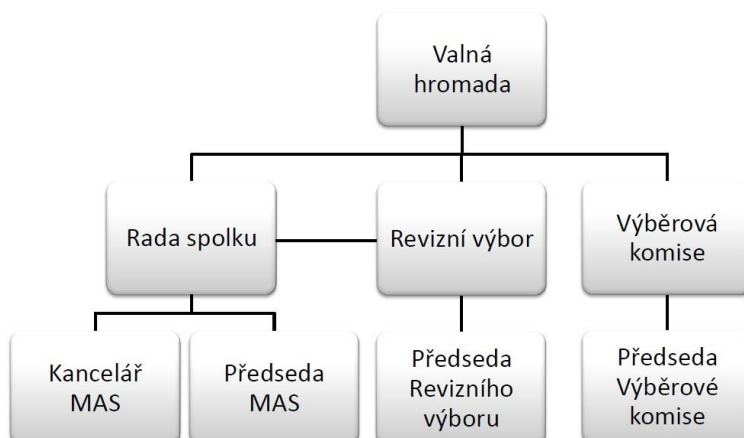 Valná
hromada
Rada spolku
Revizní výbor
Výběrová
komise
Kancelář
MAS
Předseda
MAS
Předseda
Revizního
výboru
Předseda
Výběrové
komise